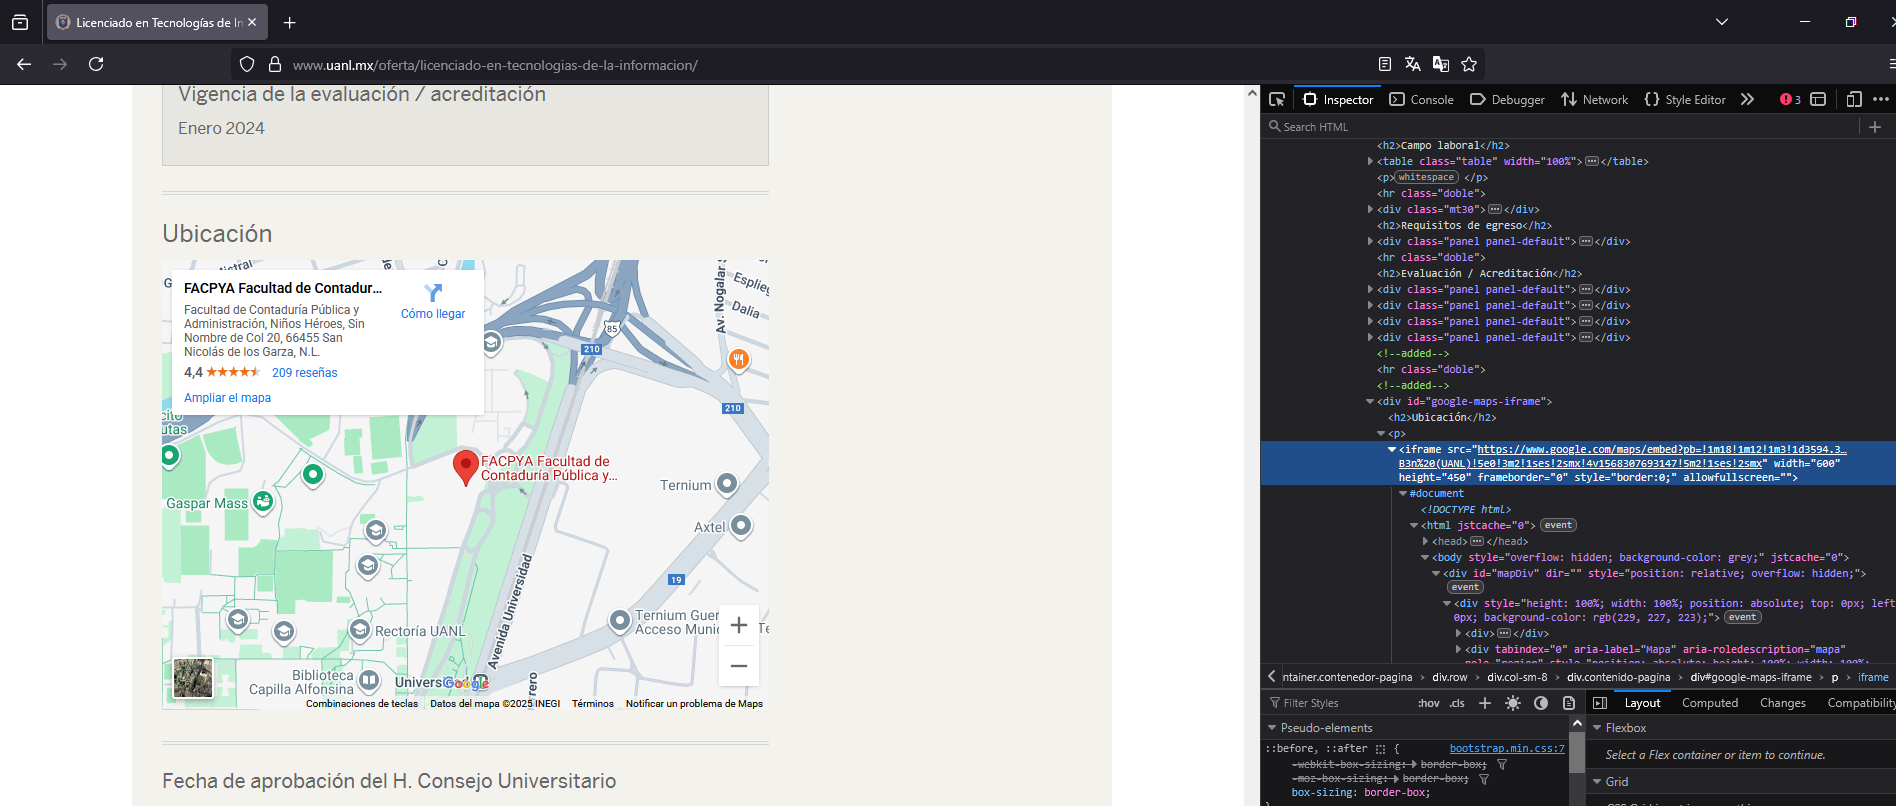 Licenciado en Tecnologías de In
www.uanl.mx/oferta/licenciado-en-tecnologias-de-la-informacion/
Vigencia de la evaluación / acreditación
Enero 2024
Ubicación
FACPYA Facultad de Contadur...
Cómo llegar
Facultad de Contaduría Pública y
Administración, Niños Héroes, Sin
Nombre de Col 20, 66455 San
Nicolás de los Garza, N.L.
4,4
209 reseñas
Ampliar el mapa
85
210
210
Av. Nogalar S
Esplieg
Dalia
FACPYA Facultad de
Contaduría Pública y...
Gaspar Mass
Ternium
Axtel
19
Avenida Universidad
Ternium Guer
Acceso Munic
Te
Rectoría UANL
Biblioteca
Capilla Alfonsina
Google
Combinaciones de teclas
Datos del mapa ©2025 INEGI
Términos
Notificar un problema de Maps
Fecha de aprobación del H. Consejo Universitario
Inspector
Console
Debugger
Network
Style Editor
3
Search HTML
<h2>Campo laboral</h2>
<table class="table" width="100%"></table>
<p>whitespace </p>
<hr class="doble">
<div class="mt30"></div>
<h2>Requisitos de egreso</h2>
<div class="panel panel-default"></div>
<hr class="doble">
<h2>Evaluación / Acreditación</h2>
<div class="panel panel-default"></div>
<div class="panel panel-default"></div>
<div class="panel panel-default"></div>
<div class="panel panel-default"></div>
<!--added-->
<hr class="doble">
<!--added-->
<div id="google-maps-iframe">
<h2>Ubicación</h2>
<p>
<iframe src="https://www.google.com/maps/embed?pb=!1m18!1m12!1m3!1d3594.3…
B3n%20(UANL)!5e0!3m2!1ses!2smx!4v1568307693147!5m2!1ses!2smx" width="600"
height="450" frameborder="0" style="border:0;" allowfullscreen="">
#document
<!DOCTYPE html>
<html jstcache="0"> event
<head></head>
<body style="overflow: hidden; background-color: grey;" jstcache="0">
<div id="mapDiv" dir="" style="position: relative; overflow: hidden;">
event
<div style="height: 100%; width: 100%; position: absolute; top: 0px; left
0px; background-color: rgb(229, 227, 223);"> event
<div></div>
<div tabindex="0" aria-label="Mapa" aria-roledescription="mapa"
ntainer.contenedor-pagina
div.row
div.col-sm-8
div.contenido-pagina
div#google-maps-iframe
p
iframe
Filter Styles
:hov
.cls
Layout
Computed
Changes
Compatibility
Pseudo-elements
::before, ::after {
bootstrap.min.css:7
-webkit-box-sizing: border-box;
-moz-box-sizing: border-box;
box-sizing: border-box;
Flexbox
Select a Flex container or item to continue.
Grid